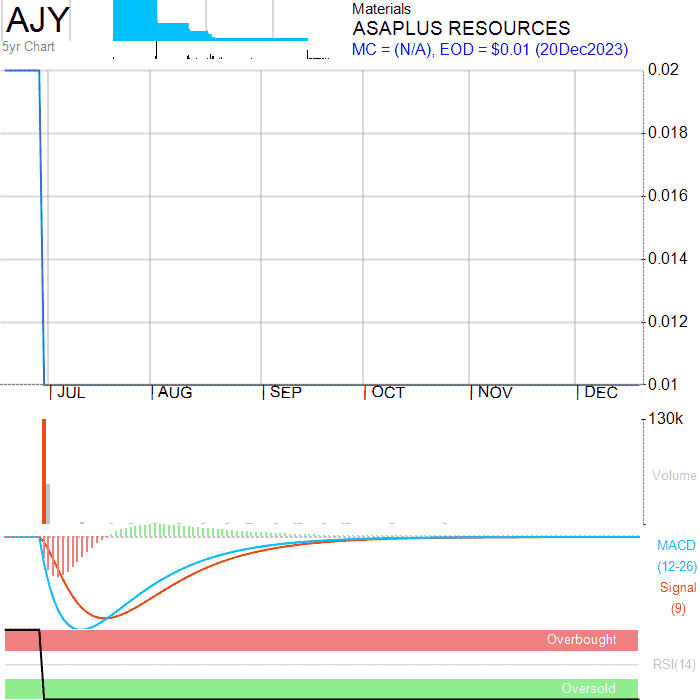 AJY
5yr Chart
Materials
ASAPLUS RESOURCES
MC = (N/A), EOD = $0.01 (20Dec2023)
0.02
0.018
0.016
0.014
0.012
0.01
JUL AUG SEP OCT NOV DEC
130k
Volume
MACD
(12-26)
Signal
(9)
Overbought
RSI(14)
Oversold